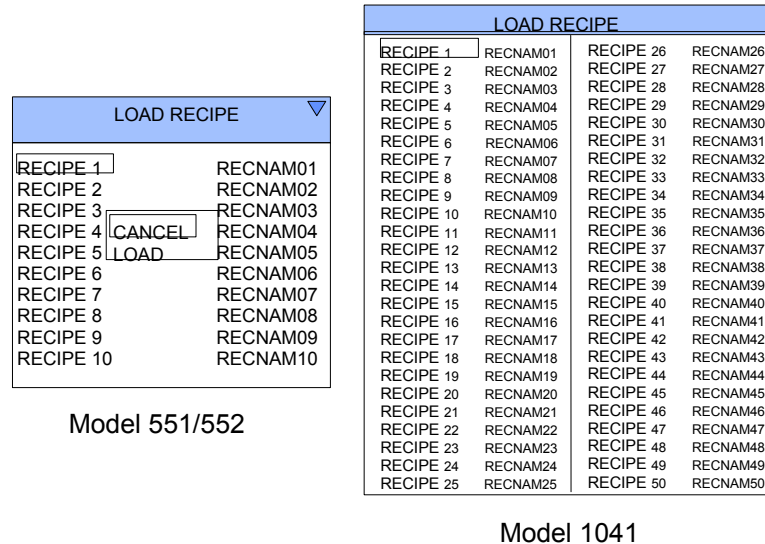 LOAD RECIPE
RECIPE 1 RECNAM01
RECIPE 2 RECNAM02
RECIPE 3 RECNAM03
RECIPE 4 CANCEL RECNAM04
RECIPE 5 LOAD RECNAM05
RECIPE 6 RECNAM06
RECIPE 7 RECNAM07
RECIPE 8 RECNAM08
RECIPE 9 RECNAM09
RECIPE 10 RECNAM10
Model 551/552
LOAD RECIPE
RECIPE 1 RECNAM01 RECIPE 26 RECNAM26
RECIPE 2 RECNAM02 RECIPE 27 RECNAM27
RECIPE 3 RECNAM03 RECIPE 28 RECNAM28
RECIPE 4 RECNAM04 RECIPE 29 RECNAM29
RECIPE 5 RECNAM05 RECIPE 30 RECNAM30
RECIPE 6 RECNAM06 RECIPE 31 RECNAM31
RECIPE 7 RECNAM07 RECIPE 32 RECNAM32
RECIPE 8 RECNAM08 RECIPE 33 RECNAM33
RECIPE 9 RECNAM09 RECIPE 34 RECNAM34
RECIPE 10 RECNAM10 RECIPE 35 RECNAM35
RECIPE 11 RECNAM11 RECIPE 36 RECNAM36
RECIPE 12 RECNAM12 RECIPE 37 RECNAM37
RECIPE 13 RECNAM13 RECIPE 38 RECNAM38
RECIPE 14 RECNAM14 RECIPE 39 RECNAM39
RECIPE 15 RECNAM15 RECIPE 40 RECNAM40
RECIPE 16 RECNAM16 RECIPE 41 RECNAM41
RECIPE 17 RECNAM17 RECIPE 42 RECNAM42
RECIPE 18 RECNAM18 RECIPE 43 RECNAM43
RECIPE 19 RECNAM19 RECIPE 44 RECNAM44
RECIPE 20 RECNAM20 RECIPE 45 RECNAM45
RECIPE 21 RECNAM21 RECIPE 46 RECNAM46
RECIPE 22 RECNAM22 RECIPE 47 RECNAM47
RECIPE 23 RECNAM23 RECIPE 48 RECNAM48
RECIPE 24 RECNAM24 RECIPE 49 RECNAM49
RECIPE 25 RECNAM25 RECIPE 50 RECNAM50
Model 1041